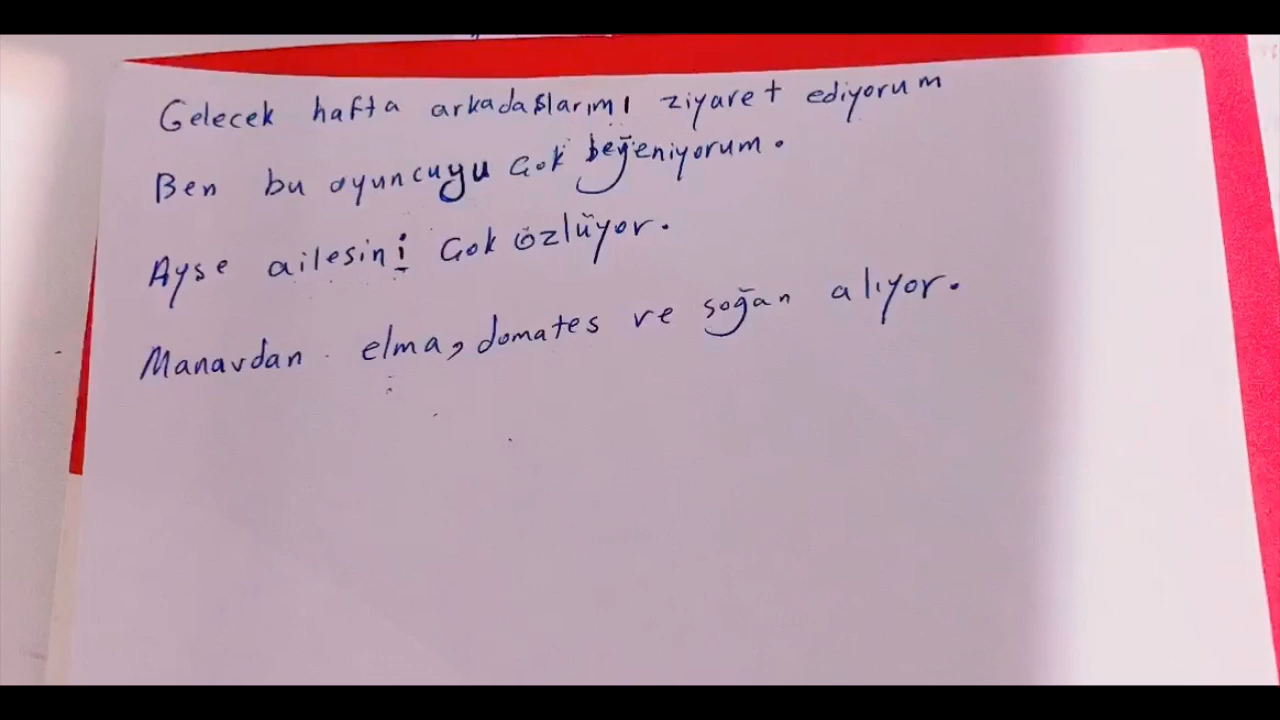 Gelecek hafta arkadaşlarımı ziyaret ediyorum
Ben bu oyuncuyu çok beğeniyorum.
Ayse ailesini çok özlüyor.
Manavdan elma, domates ve soğan alıyor.